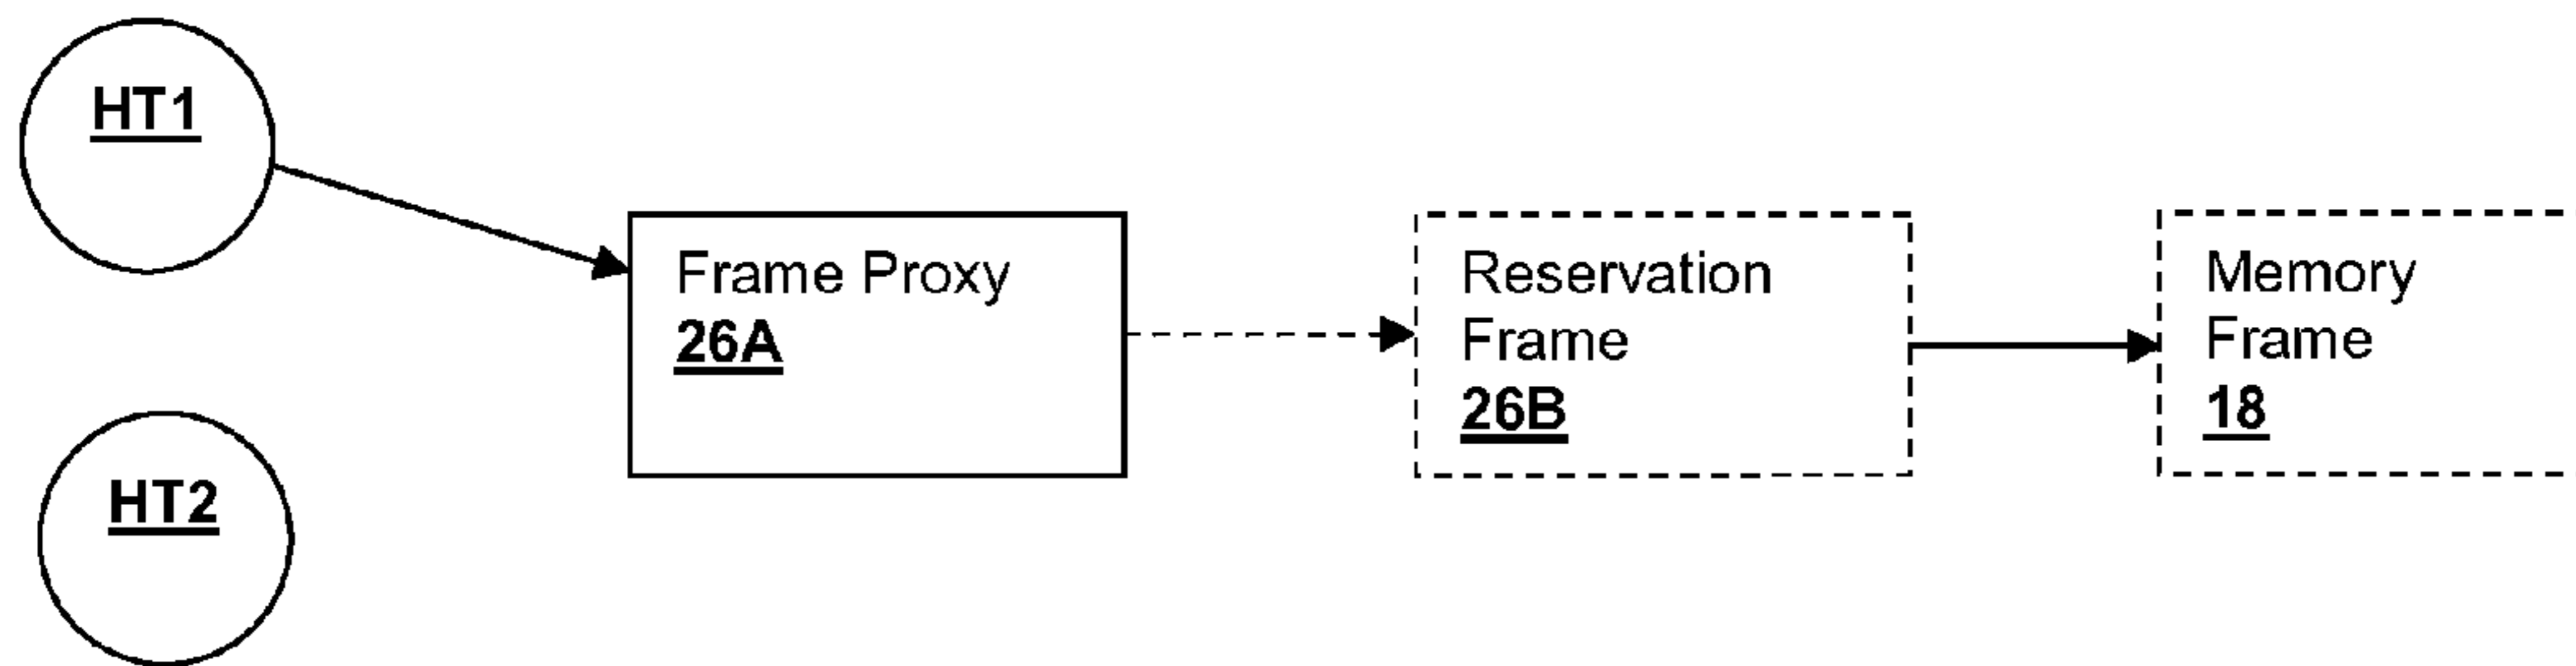 HT1
Frame Proxy
26A
Reservation
Frame
26B
Memory
Frame
18
HT2